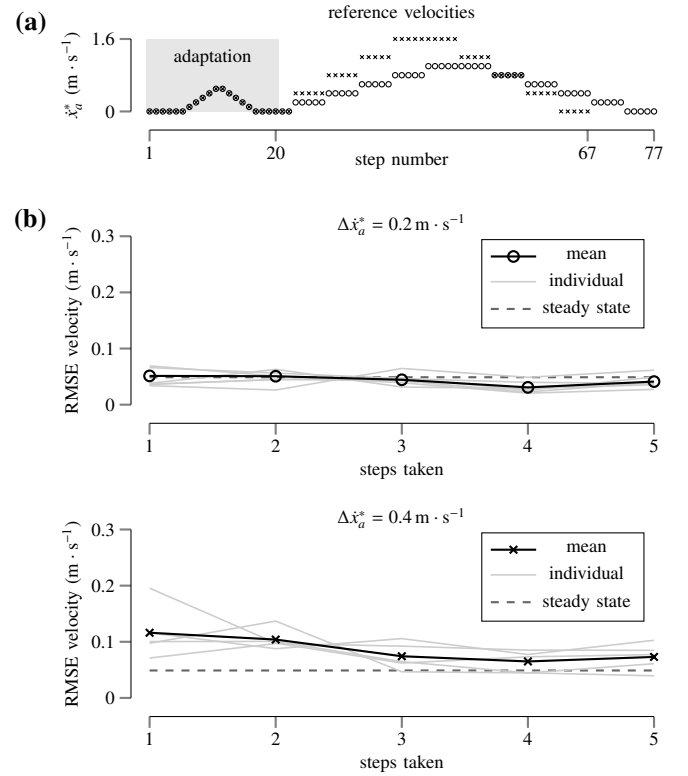 (a)
reference velocities
1.6
adaptation
ẋₐ* (m · s⁻¹)
0
1
20
67
77
step number
(b)
Δẋₐ* = 0.2 m · s⁻¹
0.3
mean
individual
steady state
0.2
RMSE velocity (m · s⁻¹)
0.1
0
1 2 3 4 5
steps taken
Δẋₐ* = 0.4 m · s⁻¹
0.3
mean
individual
steady state
0.2
RMSE velocity (m · s⁻¹)
0.1
0
1 2 3 4 5
steps taken